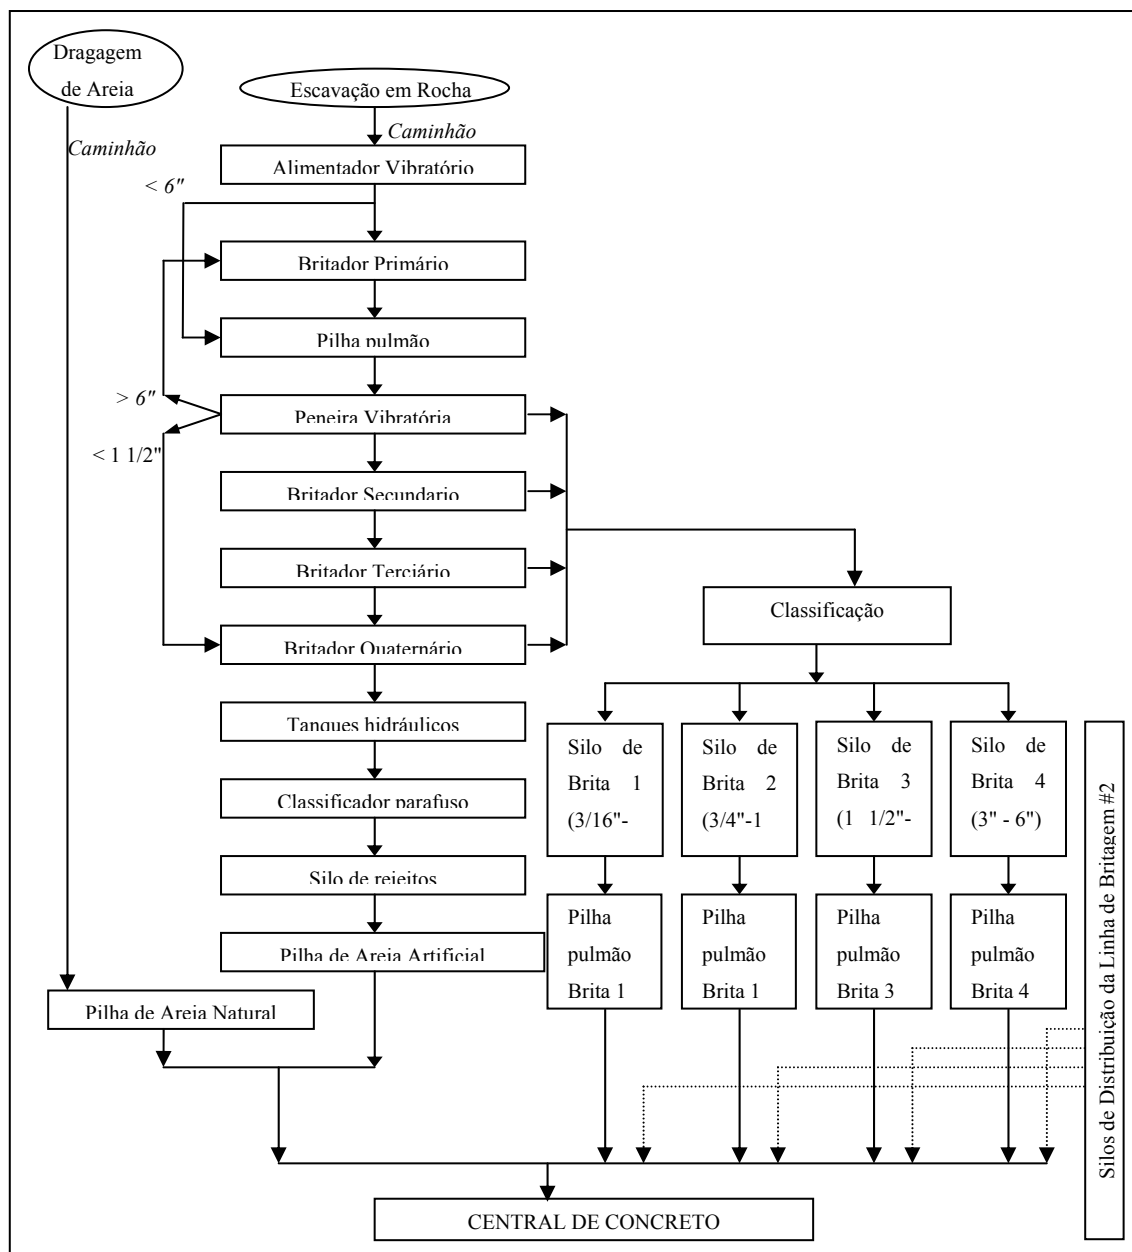 Dragagem
de Areia
Escavação em Rocha
Caminhão
Caminhão
Alimentador Vibratório
< 6"
Britador Primário
Pilha pulmão
> 6"
Peneira Vibratória
< 1 1/2"
Britador Secundario
Britador Terciário
Classificação
Britador Quaternário
Tanques hidráulicos
Classificador parafuso
Silo de rejeitos
Pilha de Areia Artificial
Pilha de Areia Natural
Silo de
Brita 1
(3/16"-
Silo de
Brita 2
(3/4"-1
Silo de
Brita 3
(1 1/2"-
Silo de
Brita 4
(3" - 6")
Pilha
pulmão
Brita 1
Pilha
pulmão
Brita 1
Pilha
pulmão
Brita 3
Pilha
pulmão
Brita 4
Silos de Distribuição da Linha de Britagem #2
CENTRAL DE CONCRETO